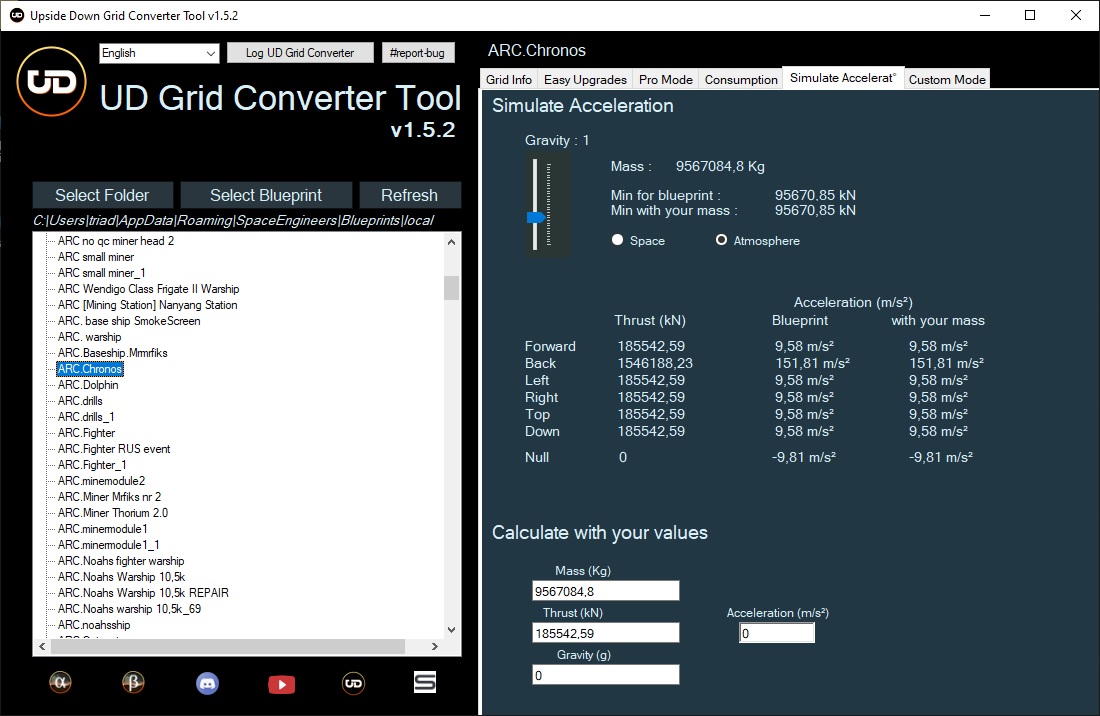 Upside Down Grid Converter Tool v1.5.2
UD
English
Log UD Grid Converter
#report-bug
UD Grid Converter Tool
v1.5.2
Select Folder
Select Blueprint
Refresh
C:\Users\triad\AppData\Roaming\SpaceEngineers\Blueprints\local
ARC no qc miner head 2
ARC small miner
ARC small miner_1
ARC Wendigo Class Frigate II Warship
ARC [Mining Station] Nanyang Station
ARC. base ship SmokeScreen
ARC. warship
ARC.Baseship.Mrmrfiks
ARC.Chronos
ARC.Dolphin
ARC.drills
ARC.drills_1
ARC.Fighter
ARC.Fighter RUS event
ARC.Fighter_1
ARC.minemodule2
ARC.Miner Mrfiks nr 2
ARC.Miner Thorium 2.0
ARC.minermodule1
ARC.minermodule1_1
ARC.Noahs fighter warship
ARC.Noahs Warship 10,5k
ARC.Noahs Warship 10,5k REPAIR
ARC.Noahs warship 10,5k_69
ARC.noahsship
α
β
UD
S
ARC.Chronos
Grid Info
Easy Upgrades
Pro Mode
Consumption
Simulate Accelerat°
Custom Mode
Simulate Acceleration
Gravity : 1
Mass : 9567084,8 Kg
Min for blueprint : 95670,85 kN
Min with your mass : 95670,85 kN
Space
Atmosphere
Acceleration (m/s²)
Thrust (kN) Blueprint with your mass
Forward 185542,59 9,58 m/s² 9,58 m/s²
Back 1546188,23 151,81 m/s² 151,81 m/s²
Left 185542,59 9,58 m/s² 9,58 m/s²
Right 185542,59 9,58 m/s² 9,58 m/s²
Top 185542,59 9,58 m/s² 9,58 m/s²
Down 185542,59 9,58 m/s² 9,58 m/s²
Null 0 -9,81 m/s² -9,81 m/s²
Calculate with your values
Mass (Kg)
9567084,8
Thrust (kN)
185542,59
Gravity (g)
0
Acceleration (m/s²)
0